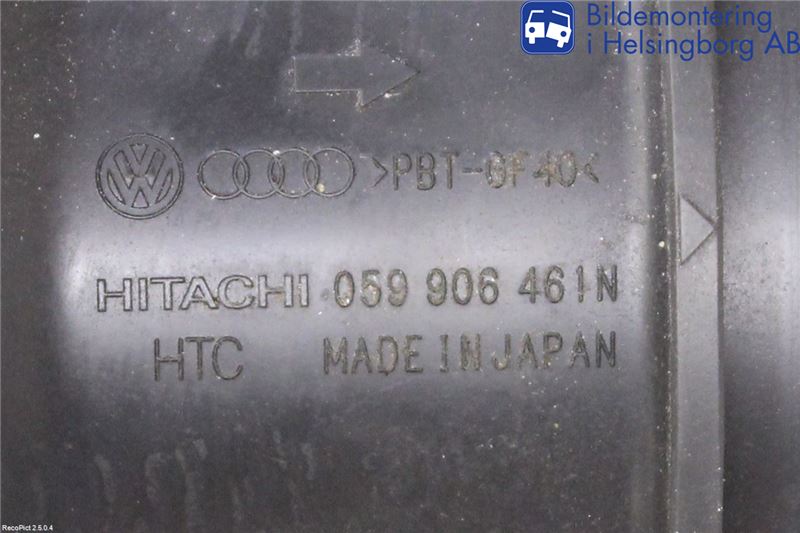 Bildemontering
i Helsingborg AB
>PBT-GF40<
HITACHI 059 906 461N
HTC MADE IN JAPAN
RecoPict 2.5.0.4